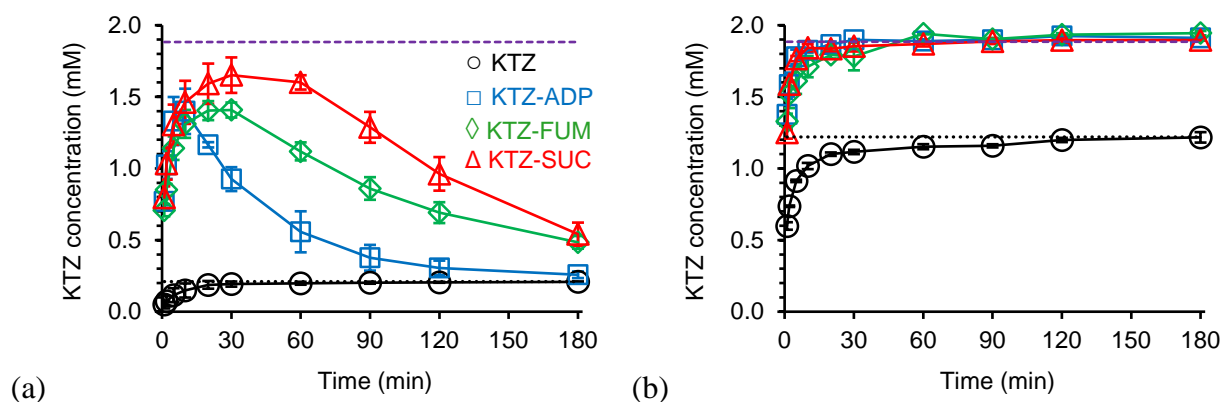 2.0
1.5
1.0
0.5
0.0
KTZ concentration (mM)
KTZ
KTZ-ADP
KTZ-FUM
KTZ-SUC
0 30 60 90 120 150 180
Time (min)
(a)
2.0
1.5
1.0
0.5
0.0
KTZ concentration (mM)
0 30 60 90 120 150 180
Time (min)
(b)